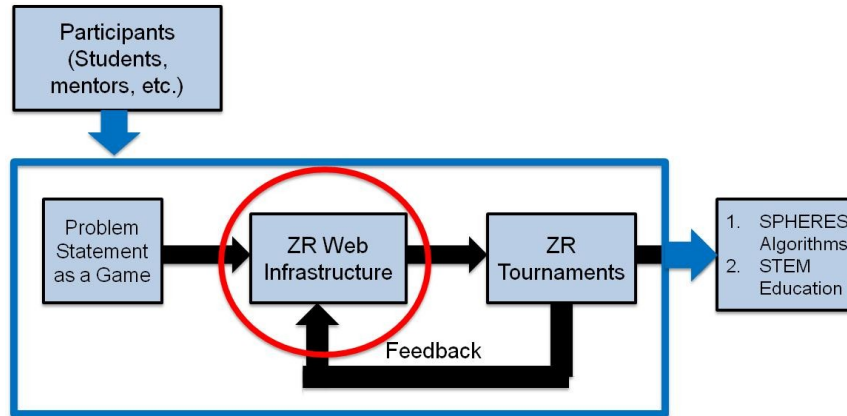 Participants
(Students,
mentors, etc.)
Problem
Statement
as a Game
ZR Web
Infrastructure
ZR
Tournaments
1. SPHERES
Algorithms
2. STEM
Education
Feedback